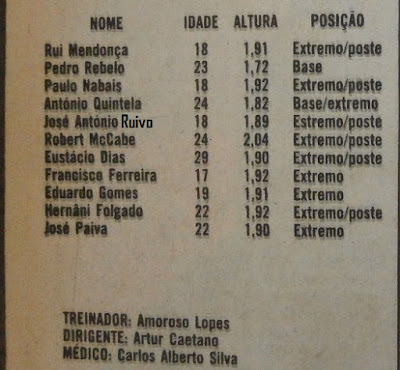 NOME IDADE ALTURA POSIÇÃO
Rui Mendonça 18 1,91 Extremo/poste
Pedro Rebelo 23 1,72 Base
Paulo Nabais 18 1,92 Extremo/poste
António Quintela 24 1,82 Base/extremo
José António Ruivo 18 1,89 Estremo/poste
Robert McCabe 24 2,04 Extremo/poste
Eustácio Dias 29 1,90 Extremo/poste
Francisco Ferreira 17 1,92 Extremo
Eduardo Gomes 19 1,91 Extremo
Hernâni Folgado 22 1,92 Extremo/poste
José Paiva 22 1,90 Extremo
TREINADOR: Amoroso Lopes
DIRIGENTE: Artur Caetano
MÉDICO: Carlos Alberto Silva